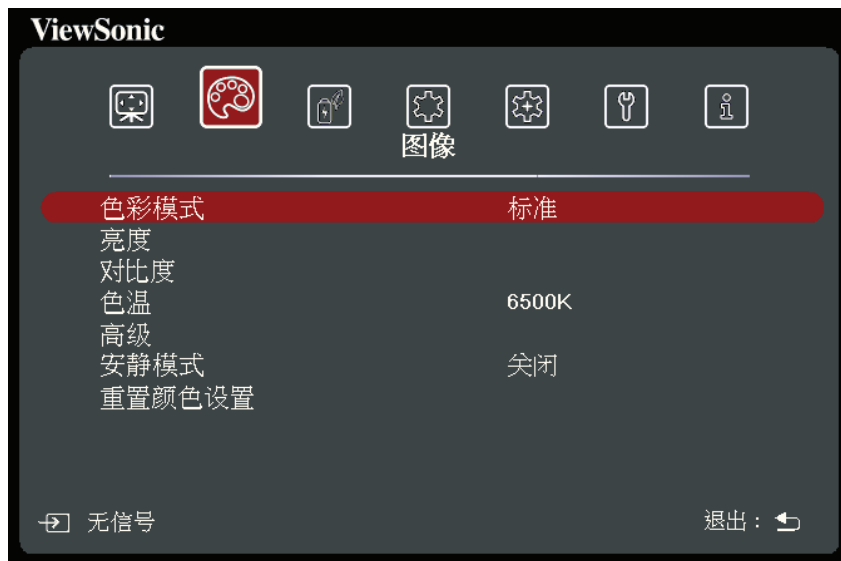 ViewSonic
图像
色彩模式 标准
亮度
对比度
色温 6500K
高级
安静模式 关闭
重置颜色设置
无信号 退出：